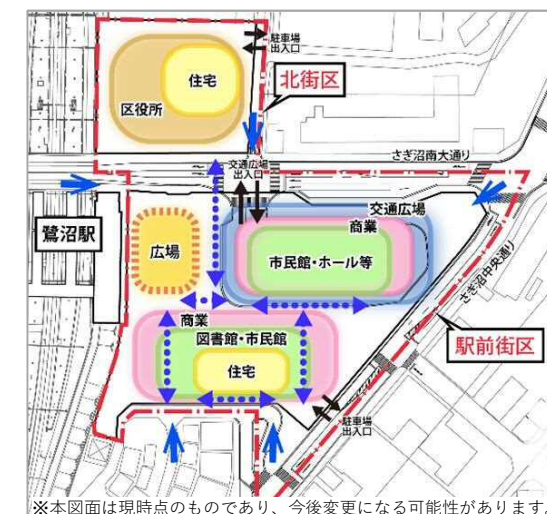 駐車場
出入口
住宅
区役所
北街区
さぎ沼南大通り
交通広場
出入口
鷺沼駅
交通広場
商業
広場
市民館・ホール等
さぎ沼中央通り
商業
図書館・市民館
駅前街区
住宅
駐車場
出入口
※本図面は現時点のものであり、今後変更になる可能性があります。